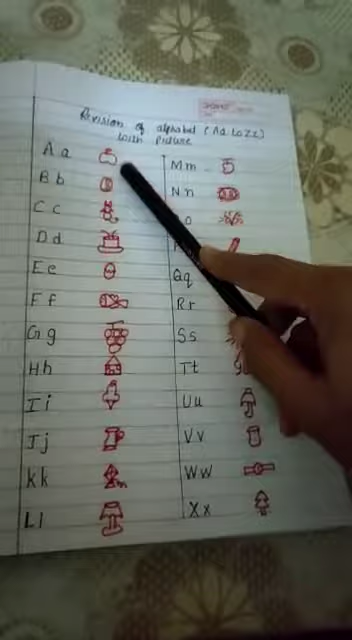 Revision of alphabet (Aa to Zz)
with picture
Aa
Bb
Cc
Dd
Ee
Ff
Gg
Hh
Ii
Jj
kk
Ll
Mm
Nn
Qq
Rr
Ss
Tt
Uu
Vv
Ww
Xx